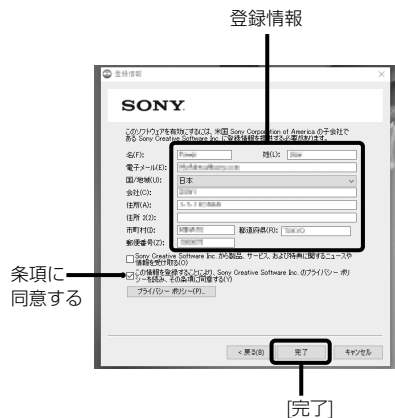 登録情報
登録情報
SONY
このソフトウェアを有効にするには、米国 Sony Corporation of America の子会社で
ある Sony Creative Software Inc. に登録情報を提供する必要があります。
名(F): 姓(L):
電子メール(E):
国/地域(U): 日本
会社(C):
住所(A):
住所 2(2):
市町村(I): 都道府県(R):
郵便番号(Z):
Sony Creative Software Inc. から製品、サービス、および特典に関するニュースや
情報を受け取る(O)
この情報を登録することにより、Sony Creative Software Inc. のプライバシー ポリ
シーを読み、その条項に同意する(Y)
プライバシー ポリシー(P)...
条項に
同意する
< 戻る(B) 完了 キャンセル
[完了]